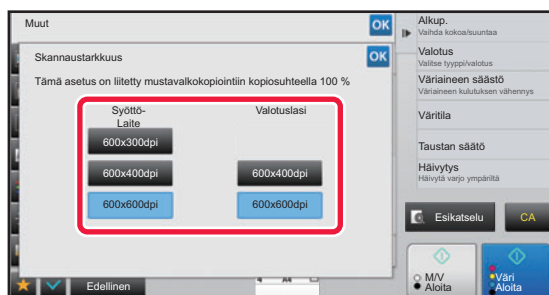 Muut
OK
Skannaustarkkuus
OK
Tämä asetus on liitetty mustavalkokopiointiin kopiosuhteella 100 %
Syöttö-
Laite
Valotuslasi
600x300dpi
600x400dpi
600x400dpi
600x600dpi
600x600dpi
Edellinen
Alkup.
Vaihda kokoa/suuntaa
Valotus
Valitse tyyppi/valotus
Väriaineen säästö
Väriaineen kulutuksen vähennys
Väritila
Taustan säätö
Häivytys
Häivytä varjo ympäriltä
Esikatselu
CA
M/V
Aloita
Väri
Aloita